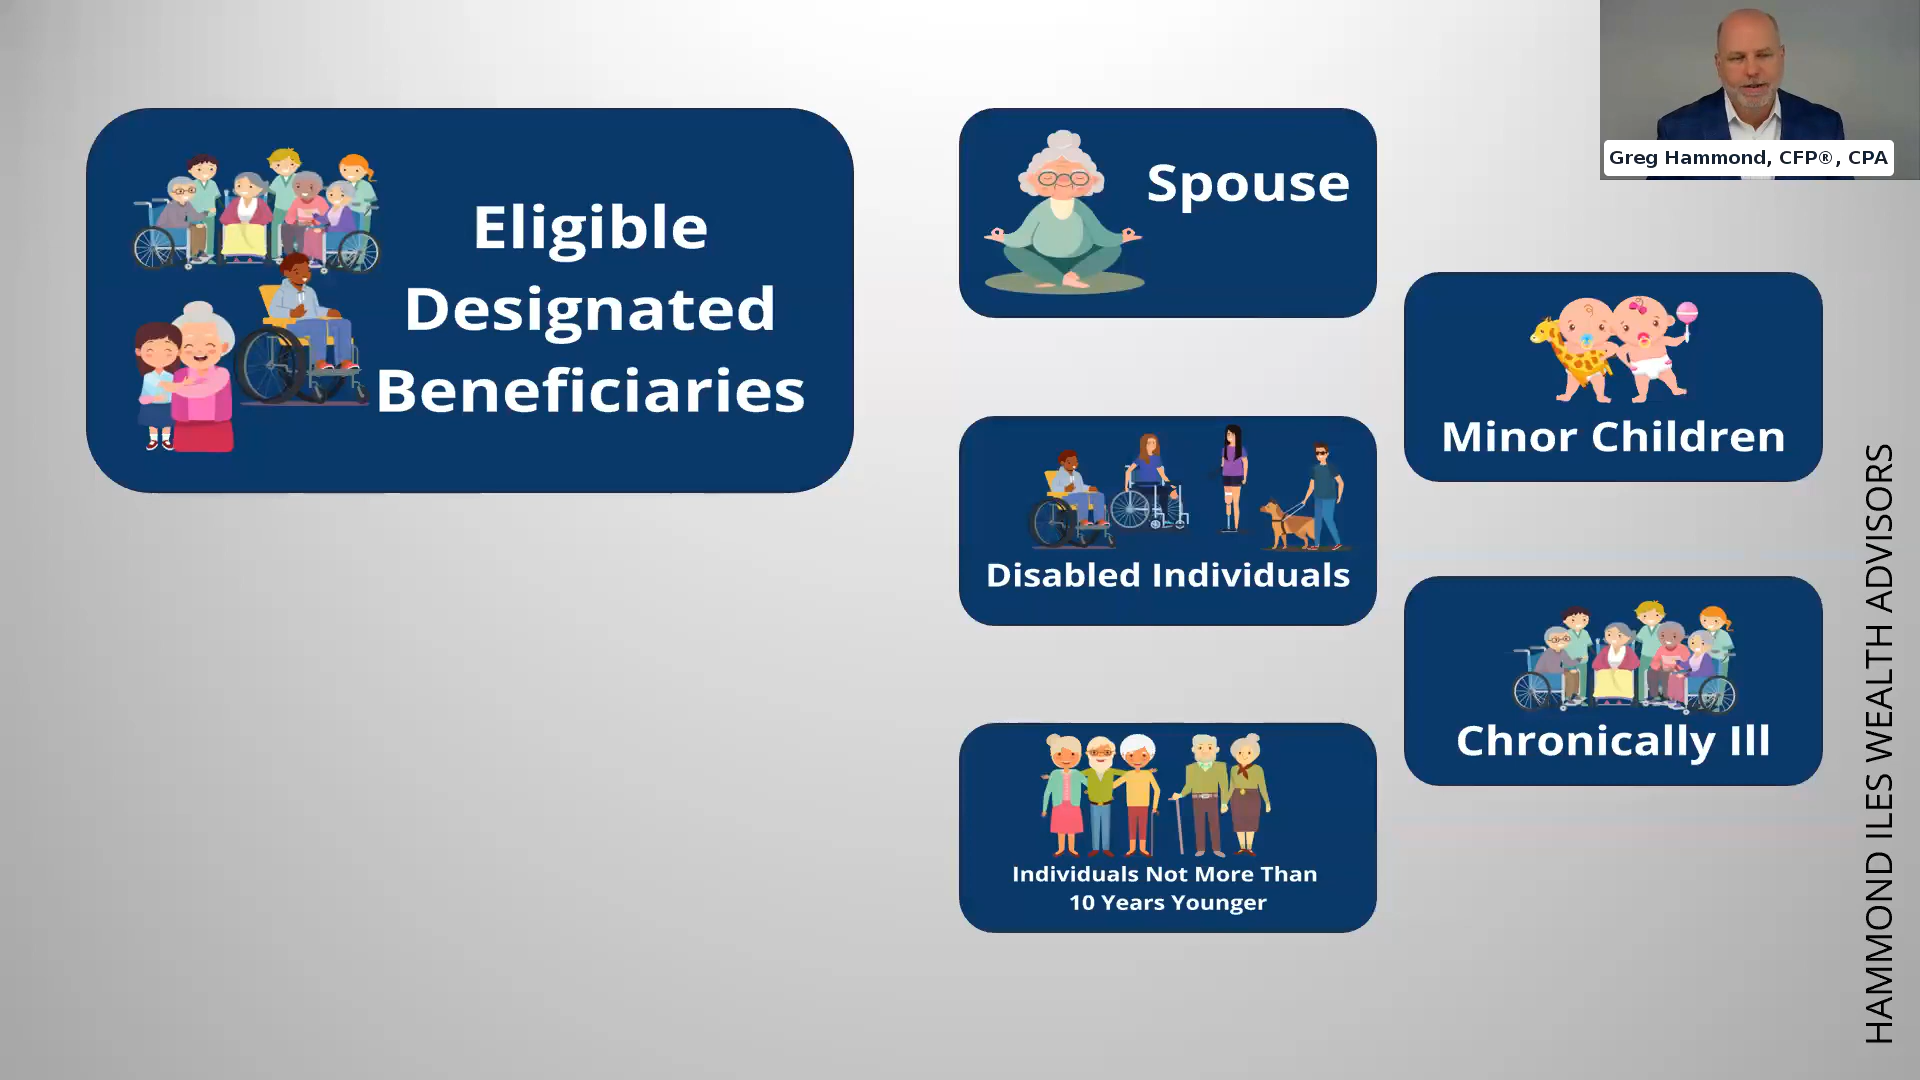 Eligible
Designated
Beneficiaries
Spouse
Greg Hammond, CFP®, CPA
Minor Children
Disabled Individuals
Chronically Ill
Individuals Not More Than
10 Years Younger
HAMMOND ILES WEALTH ADVISORS